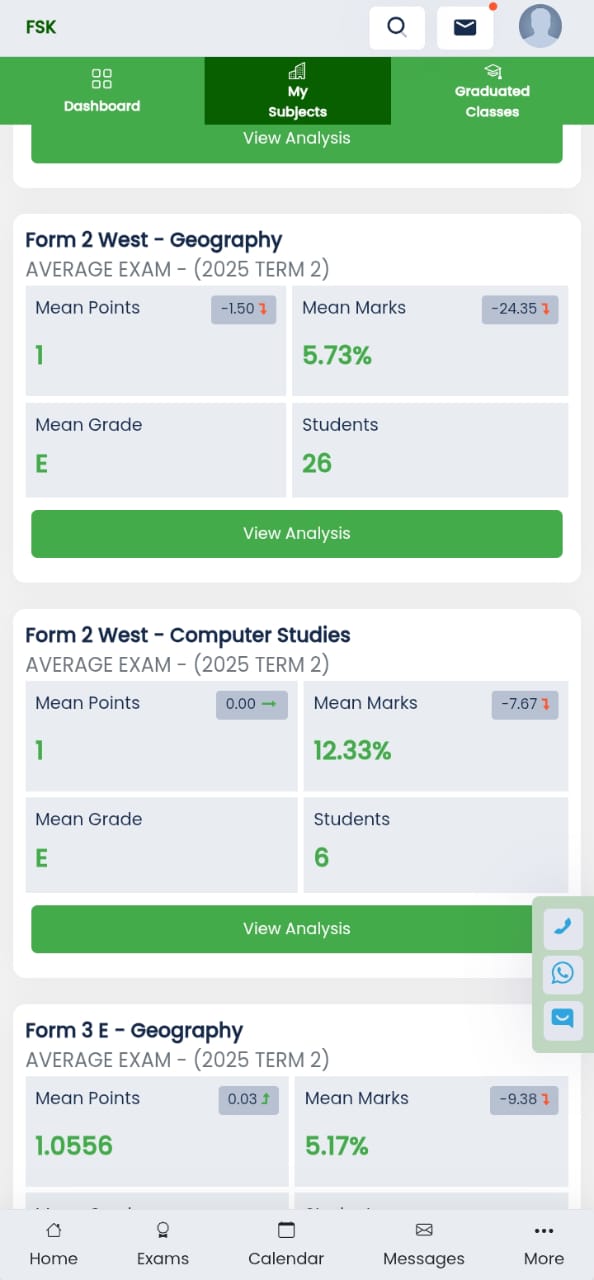 FSK
Dashboard
My
Subjects
Graduated
Classes
View Analysis
Form 2 West - Geography
AVERAGE EXAM - (2025 TERM 2)
Mean Points
-1.50
Mean Marks
-24.35
1
5.73%
Mean Grade
Students
E
26
View Analysis
Form 2 West - Computer Studies
AVERAGE EXAM - (2025 TERM 2)
Mean Points
0.00
Mean Marks
-7.67
1
12.33%
Mean Grade
Students
E
6
View Analysis
Form 3 E - Geography
AVERAGE EXAM - (2025 TERM 2)
Mean Points
0.03
Mean Marks
-9.38
1.0556
5.17%
Home
Exams
Calendar
Messages
More